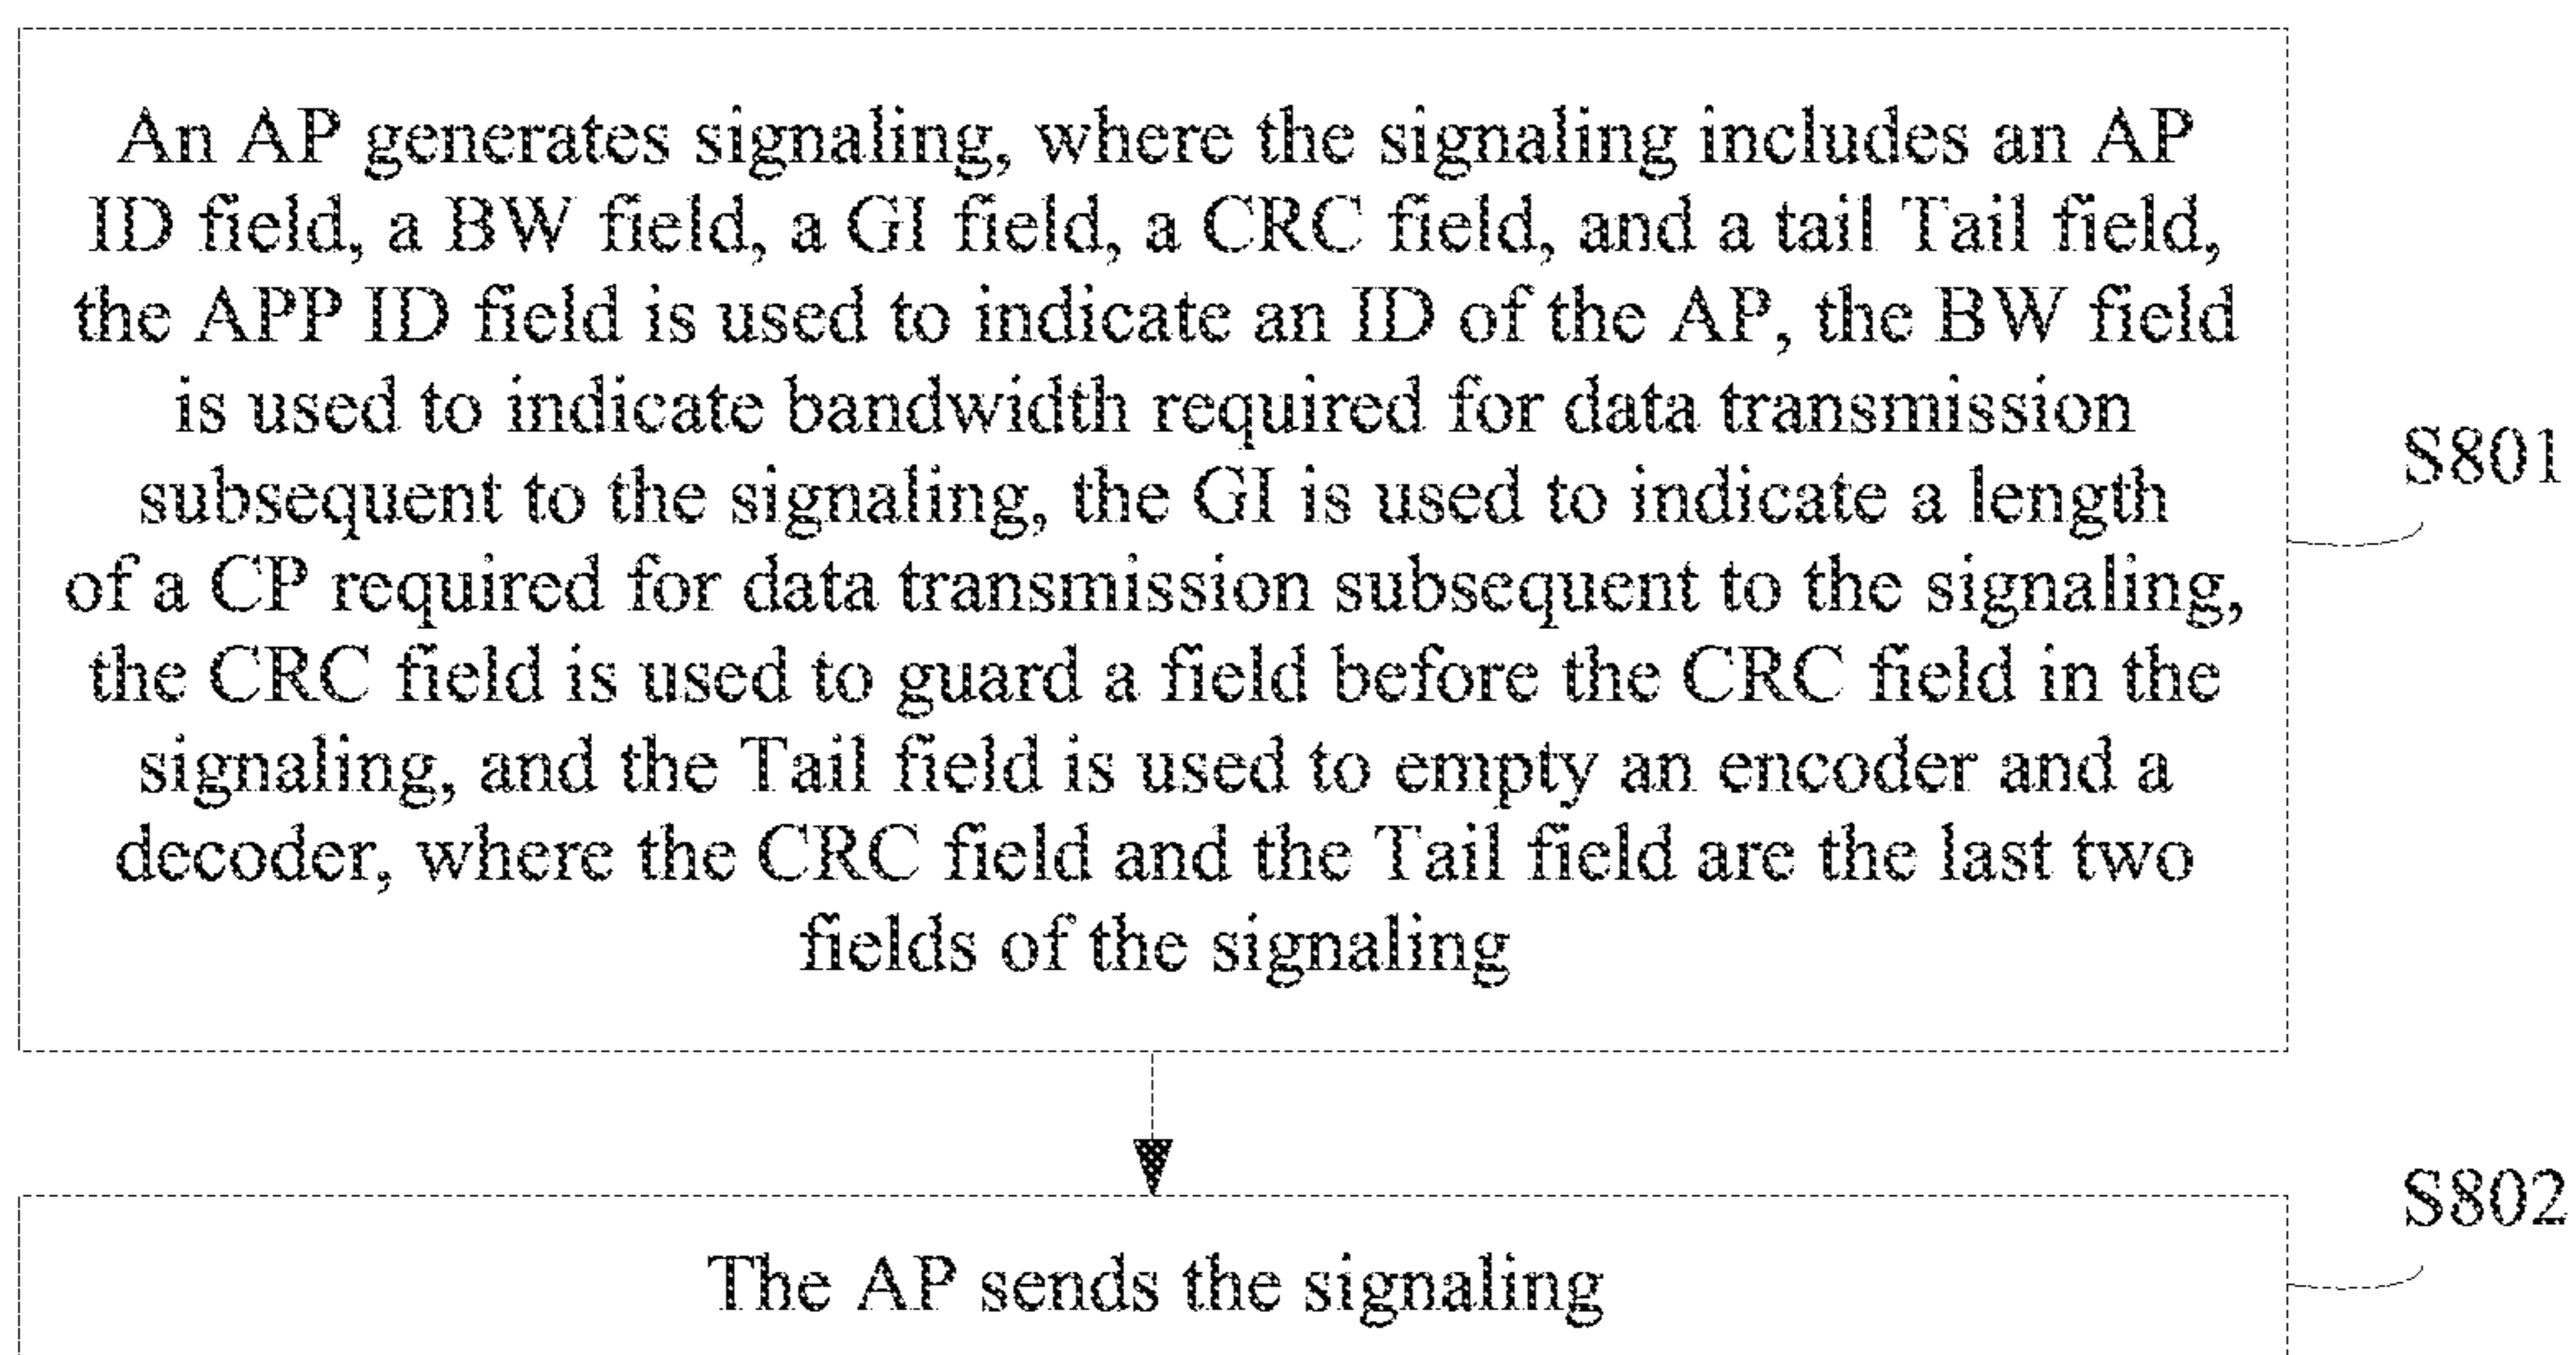 An AP generates signaling, where the signaling includes an AP
ID field, a BW field, a GI field, a CRC field, and a tail Tail field,
the APP ID field is used to indicate an ID of the AP, the BW field
is used to indicate bandwidth required for data transmission
subsequent to the signaling, the GI is used to indicate a length
of a CP required for data transmission subsequent to the signaling,
the CRC field is used to guard a field before the CRC field in the
signaling, and the Tail field is used to empty an encoder and a
decoder, where the CRC field and the Tail field are the last two
fields of the signaling
S801
S802
The AP sends the signaling